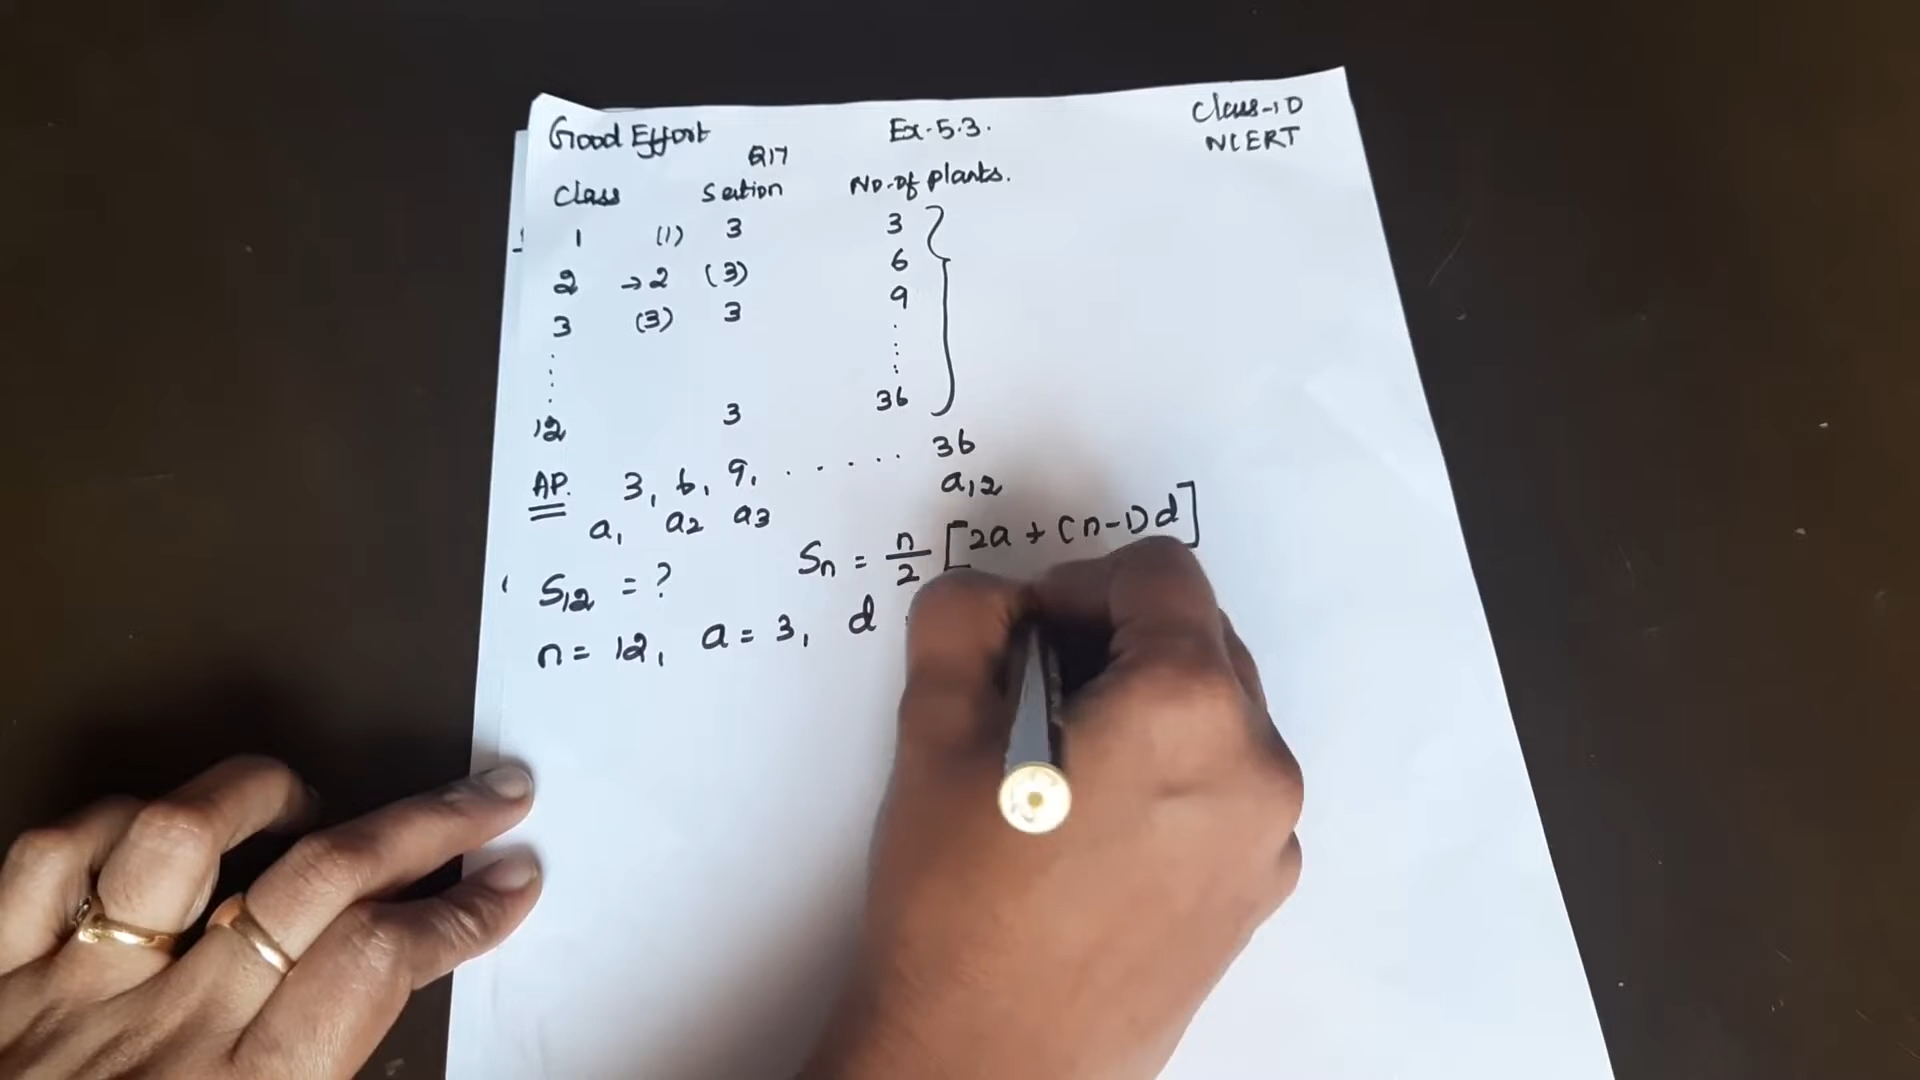 Good Effort Ex-5.3. Class-10
NCERT
Q17
Class Section No. of plants.
1 (1) 3 3
2 →2 (3) 6
3 (3) 3 9
12 3 36
AP. 3, 6, 9, ...... 36
a1 a2 a3 a12
S12 = ? Sn = n/2 [2a + (n-1)d]
n = 12, a = 3, d